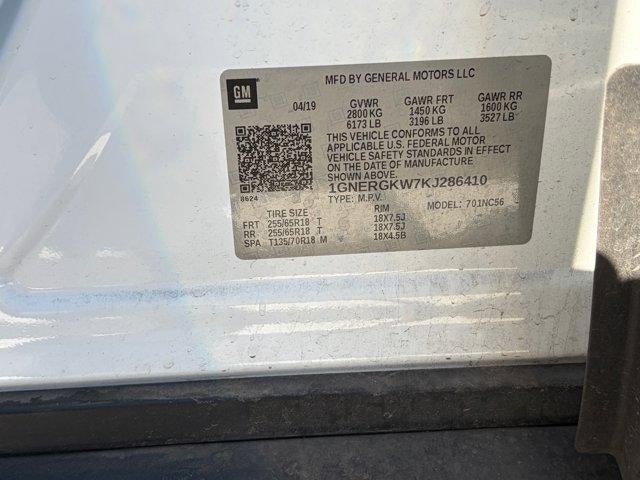 MFD BY GENERAL MOTORS LLC
GM
04/19 GVWR GAWR FRT GAWR RR
2800 KG 1450 KG 1600 KG
6173 LB 3196 LB 3527 LB
THIS VEHICLE CONFORMS TO ALL
APPLICABLE U.S. FEDERAL MOTOR
VEHICLE SAFETY STANDARDS IN EFFECT
ON THE DATE OF MANUFACTURE
SHOWN ABOVE.
1GNERGKW7KJ286410
8624 TYPE: M.P.V. MODEL: 701NC56
TIRE SIZE RIM
FRT 255/65R18 T 18X7.5J
RR 255/65R18 T 18X7.5J
SPA T135/70R18 M 18X4.5B